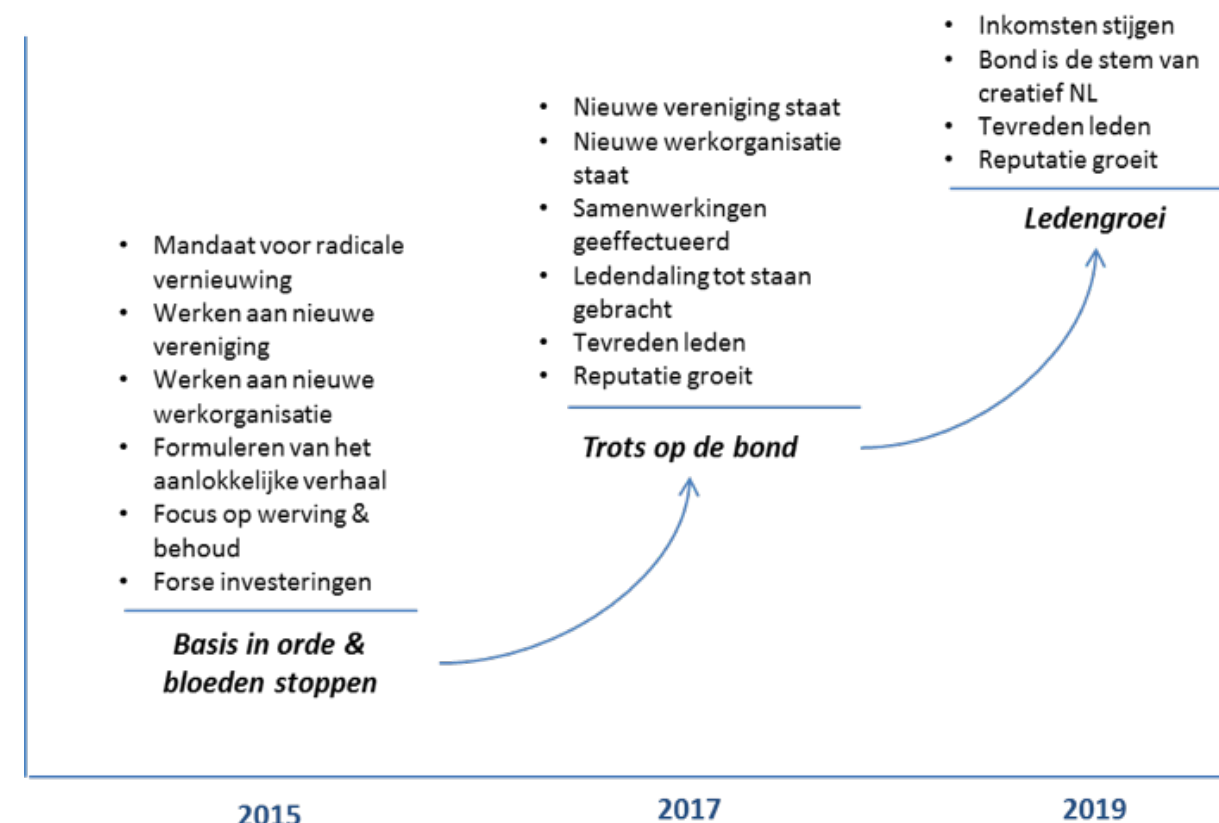 • Mandaat voor radicale
vernieuwing
• Werken aan nieuwe
vereniging
• Werken aan nieuwe
werkorganisatie
• Formuleren van het
aanlokkelijke verhaal
• Focus op werving &
behoud
• Forse investeringen
Basis in orde &
bloeden stoppen
2015
• Nieuwe vereniging staat
• Nieuwe werkorganisatie
staat
• Samenwerkingen
geeffectueerd
• Ledendaling tot staan
gebracht
• Tevreden leden
• Reputatie groeit
Trots op de bond
2017
• Inkomsten stijgen
• Bond is de stem van
creatief NL
• Tevreden leden
• Reputatie groeit
Ledengroei
2019